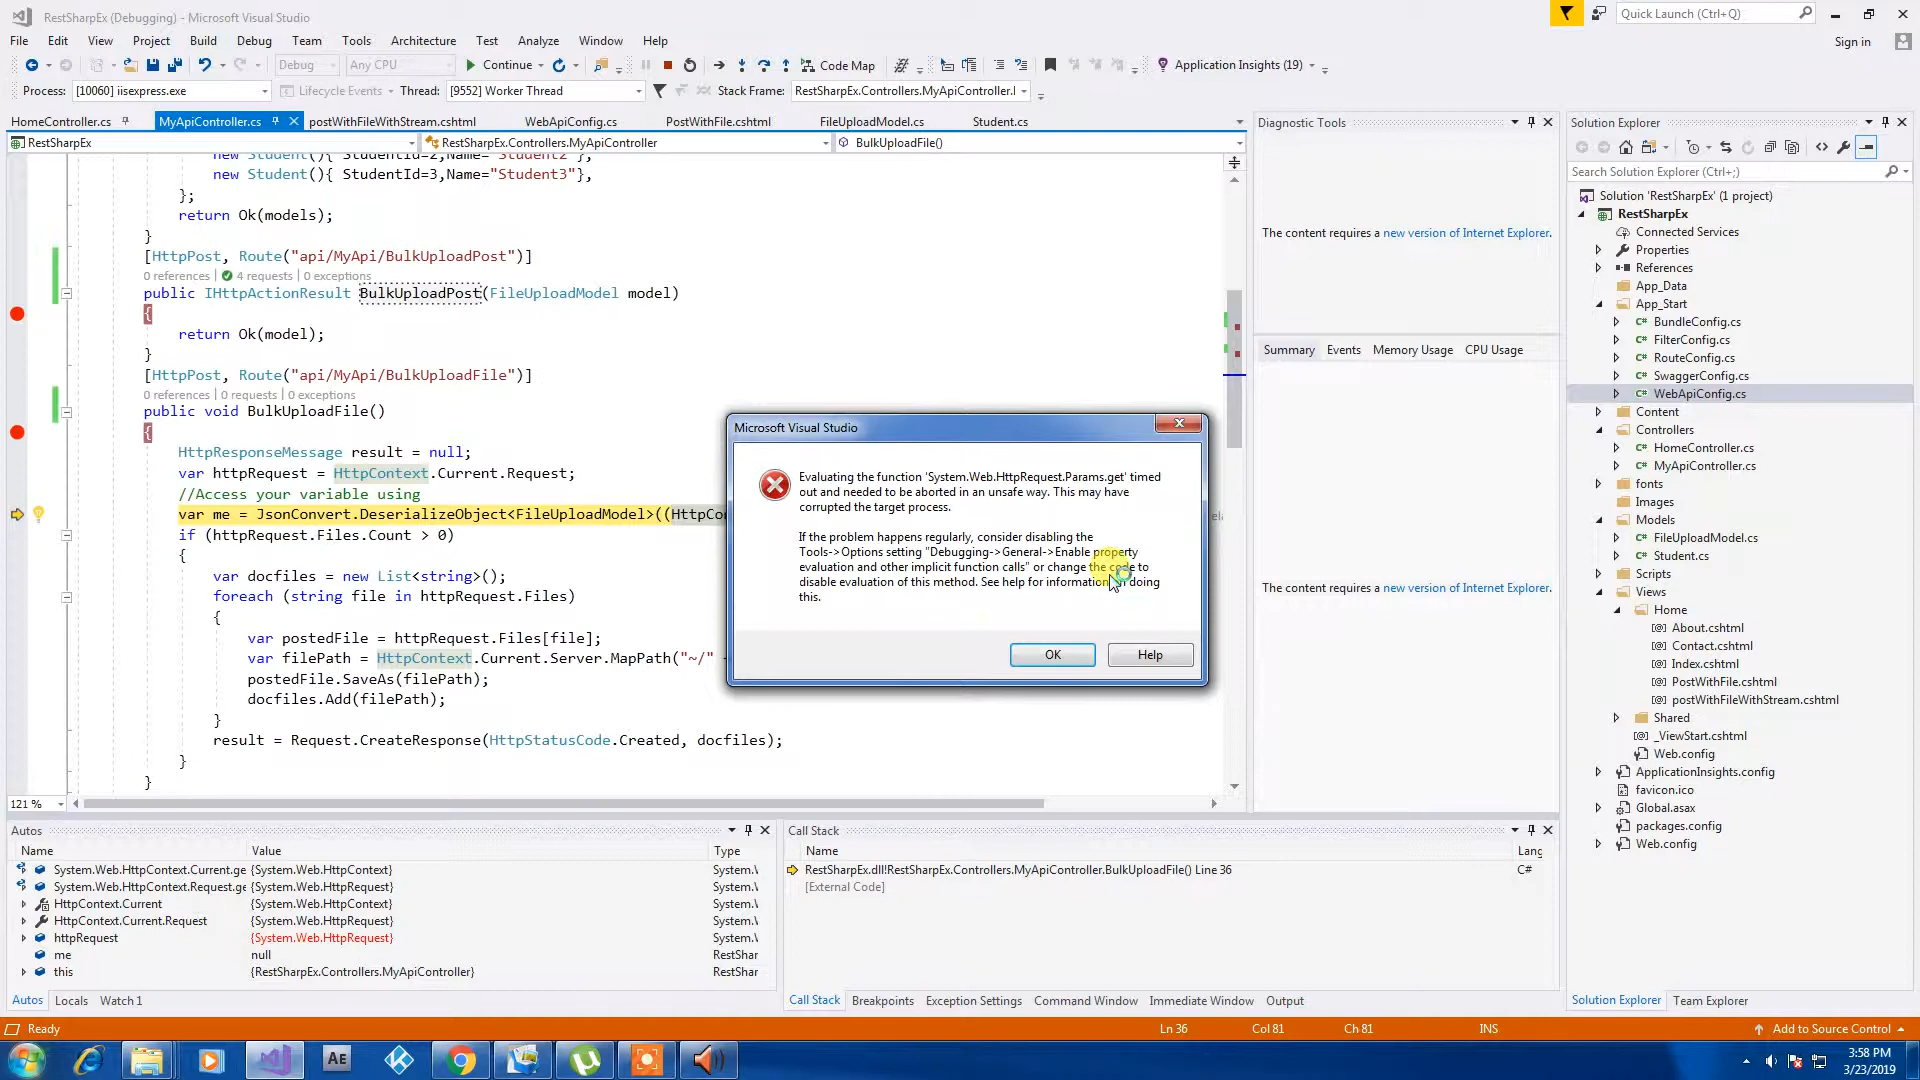 RestSharpEx (Debugging) - Microsoft Visual Studio
Quick Launch (Ctrl+Q)
File Edit View Project Build Debug Team Tools Architecture Test Analyze Window Help
Sign in
Debug Any CPU Continue Code Map Application Insights (19)
Process: [10060] iisexpress.exe Lifecycle Events Thread: [9552] Worker Thread Stack Frame: RestSharpEx.Controllers.MyApiController.l
HomeController.cs MyApiController.cs postWithFileWithStream.cshtml WebApiConfig.cs PostWithFile.cshtml FileUploadModel.cs Student.cs
RestSharpEx RestSharpEx.Controllers.MyApiController BulkUploadFile()
new Student(){ StudentId=2,Name="Student2"},
new Student(){ StudentId=3,Name="Student3"},
};
return Ok(models);
}
[HttpPost, Route("api/MyApi/BulkUploadPost")]
0 references | 4 requests | 0 exceptions
public IHttpActionResult BulkUploadPost(FileUploadModel model)
{
return Ok(model);
}
[HttpPost, Route("api/MyApi/BulkUploadFile")]
0 references | 0 requests | 0 exceptions
public void BulkUploadFile()
{
HttpResponseMessage result = null;
var httpRequest = HttpContext.Current.Request;
//Access your variable using
var me = JsonConvert.DeserializeObject<FileUploadModel>((HttpCon
if (httpRequest.Files.Count > 0)
{
var docfiles = new List<string>();
foreach (string file in httpRequest.Files)
{
var postedFile = httpRequest.Files[file];
var filePath = HttpContext.Current.Server.MapPath("~/"
postedFile.SaveAs(filePath);
docfiles.Add(filePath);
}
result = Request.CreateResponse(HttpStatusCode.Created, docfiles);
}
}
121 %
Microsoft Visual Studio
Evaluating the function 'System.Web.HttpRequest.Params.get' timed
out and needed to be aborted in an unsafe way. This may have
corrupted the target process.
If the problem happens regularly, consider disabling the
Tools->Options setting "Debugging->General->Enable property
evaluation and other implicit function calls" or change the code to
disable evaluation of this method. See help for information on doing
this.
OK Help
Diagnostic Tools
The content requires a new version of Internet Explorer.
Summary Events Memory Usage CPU Usage
The content requires a new version of Internet Explorer.
Solution Explorer
Search Solution Explorer (Ctrl+;)
Solution 'RestSharpEx' (1 project)
RestSharpEx
Connected Services
Properties
References
App_Data
App_Start
BundleConfig.cs
FilterConfig.cs
RouteConfig.cs
SwaggerConfig.cs
WebApiConfig.cs
Content
Controllers
HomeController.cs
MyApiController.cs
fonts
Images
Models
FileUploadModel.cs
Student.cs
Scripts
Views
Home
About.cshtml
Contact.cshtml
Index.cshtml
PostWithFile.cshtml
postWithFileWithStream.cshtml
Shared
_ViewStart.cshtml
Web.config
ApplicationInsights.config
favicon.ico
Global.asax
packages.config
Web.config
Solution Explorer Team Explorer
Autos
Name Value Type
System.Web.HttpContext.Current.ge {System.Web.HttpContext} System.\
System.Web.HttpContext.Request.ge {System.Web.HttpRequest} System.\
HttpContext.Current {System.Web.HttpContext} System.\
HttpContext.Current.Request {System.Web.HttpRequest} System.\
httpRequest {System.Web.HttpRequest} System.\
me null RestShar
this {RestSharpEx.Controllers.MyApiController} RestShar
Autos Locals Watch 1
Call Stack
Name Lang
RestSharpEx.dll!RestSharpEx.Controllers.MyApiController.BulkUploadFile() Line 36 C#
[External Code]
Call Stack Breakpoints Exception Settings Command Window Immediate Window Output
Ready Ln 36 Col 81 Ch 81 INS Add to Source Control
Ae
3:58 PM
3/23/2019